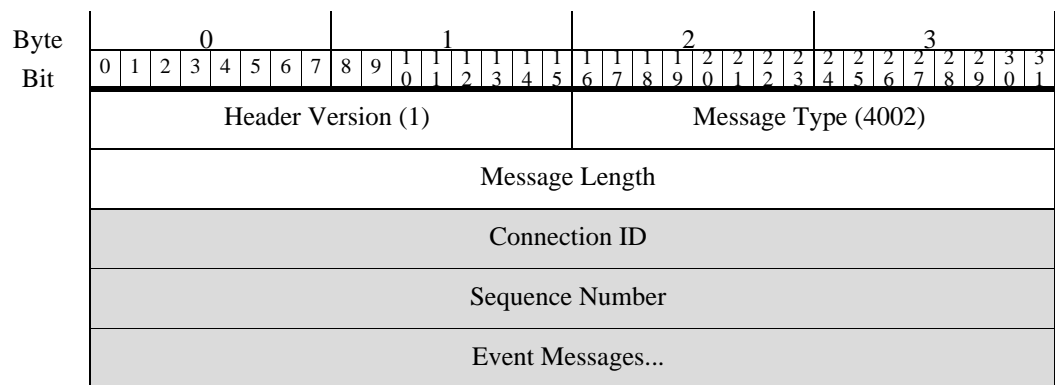 Byte 0 1 2 3
Bit 0 1 2 3 4 5 6 7 8 9 10 11 12 13 14 15 16 17 18 19 20 21 22 23 24 25 26 27 28 29 30 31
Header Version (1) Message Type (4002)
Message Length
Connection ID
Sequence Number
Event Messages...